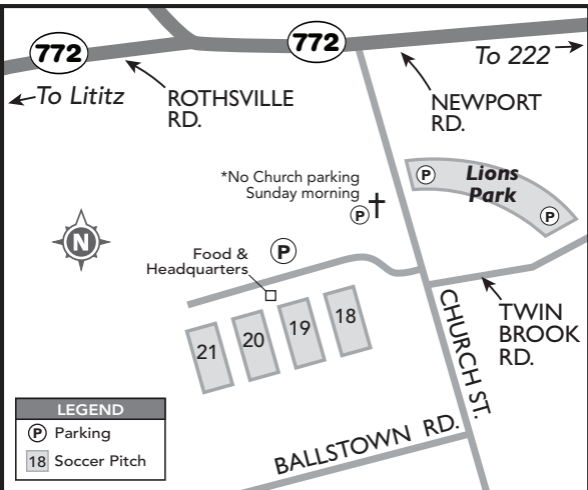 772
772
To 222
To Lititz
ROTHSVILLE
RD.
NEWPORT
RD.
*No Church parking
Sunday morning
P
P
Lions
Park
P
N
Food &
Headquarters
P
21
20
19
18
CHURCH ST.
TWIN
BROOK
RD.
BALLSTOWN RD.
LEGEND
P Parking
18 Soccer Pitch